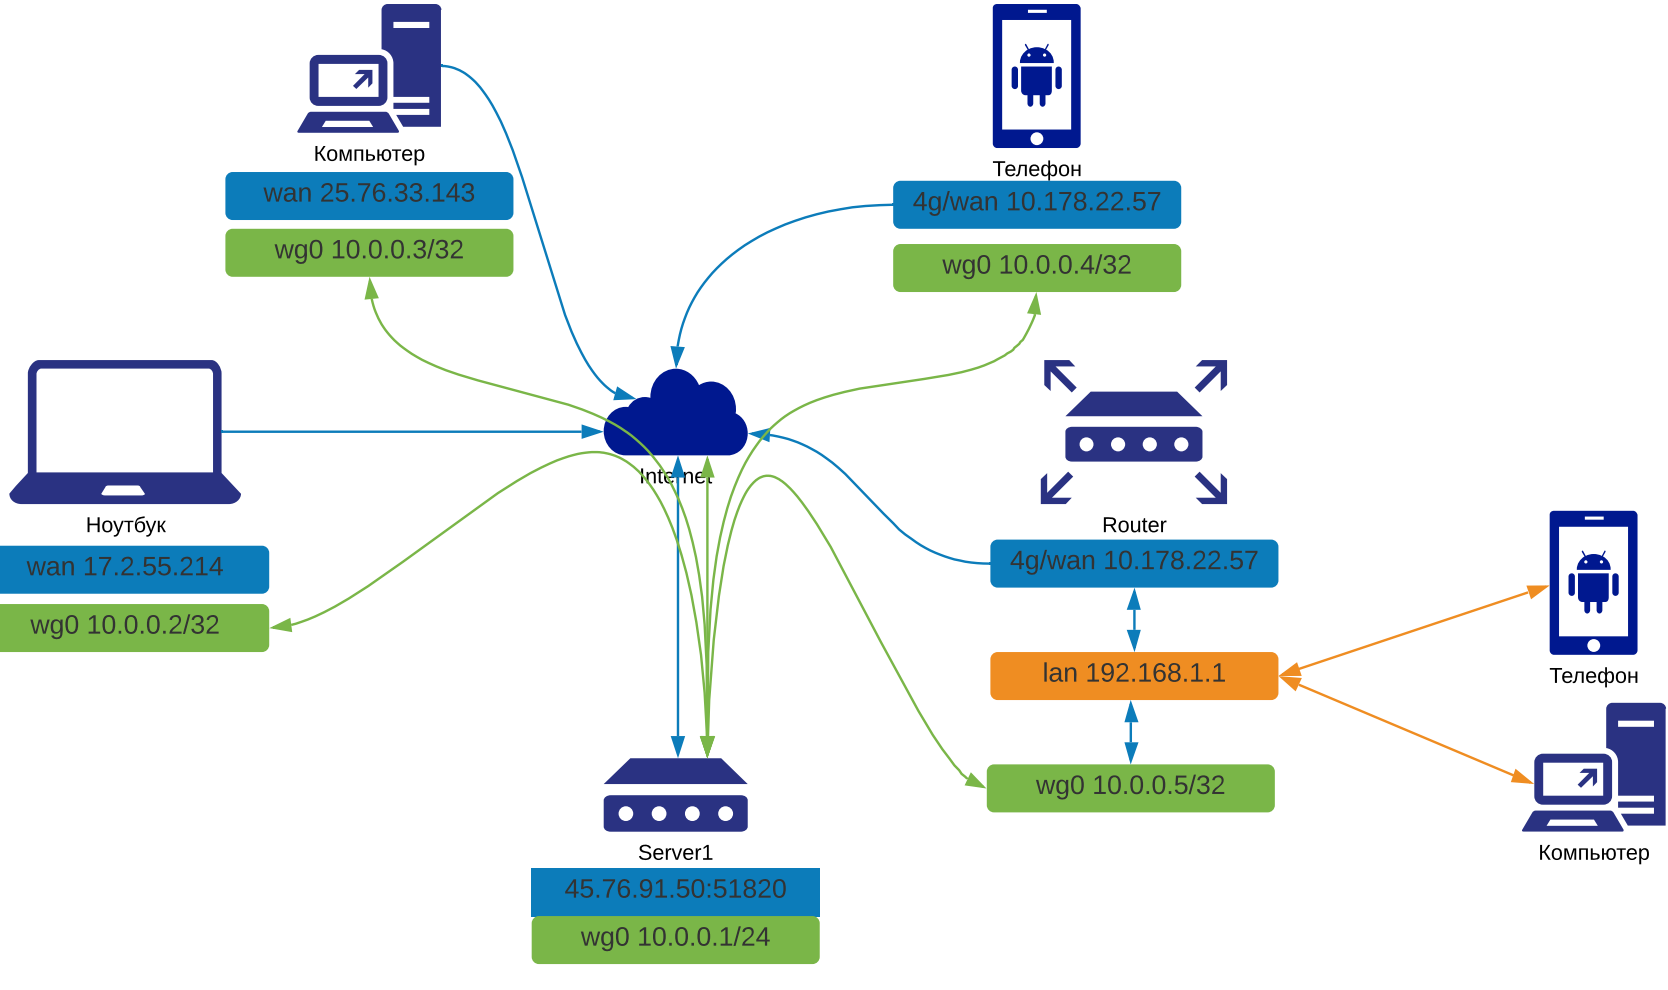 Компьютер
wan 25.76.33.143
wg0 10.0.0.3/32
Телефон
4g/wan 10.178.22.57
wg0 10.0.0.4/32
Internet
Ноутбук
wan 17.2.55.214
wg0 10.0.0.2/32
Router
4g/wan 10.178.22.57
lan 192.168.1.1
wg0 10.0.0.5/32
Телефон
Компьютер
Server1
45.76.91.50:51820
wg0 10.0.0.1/24